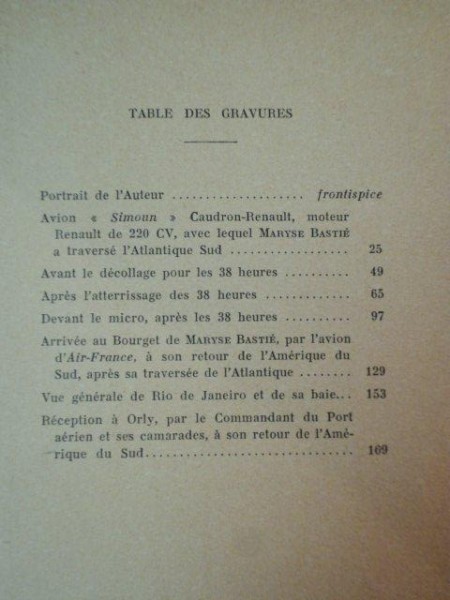 TABLE DES GRAVURES
Portrait de l'Auteur .................... frontispice
Avion « Simoun » Caudron-Renault, moteur
Renault de 220 CV, avec lequel MARYSE BASTIÉ
a traversé l'Atlantique Sud .................. 25
Avant le décollage pour les 38 heures .......... 49
Après l'atterrissage des 38 heures ............. 65
Devant le micro, après les 38 heures .......... 97
Arrivée au Bourget de MARYSE BASTIÉ, par l'avion
d'Air-France, à son retour de l'Amérique du
Sud, après sa traversée de l'Atlantique ........ 129
Vue générale de Rio de Janeiro et de sa baie... 153
Réception à Orly, par le Commandant du Port
aérien et ses camarades, à son retour de l'Amé-
rique du Sud.............................. 169